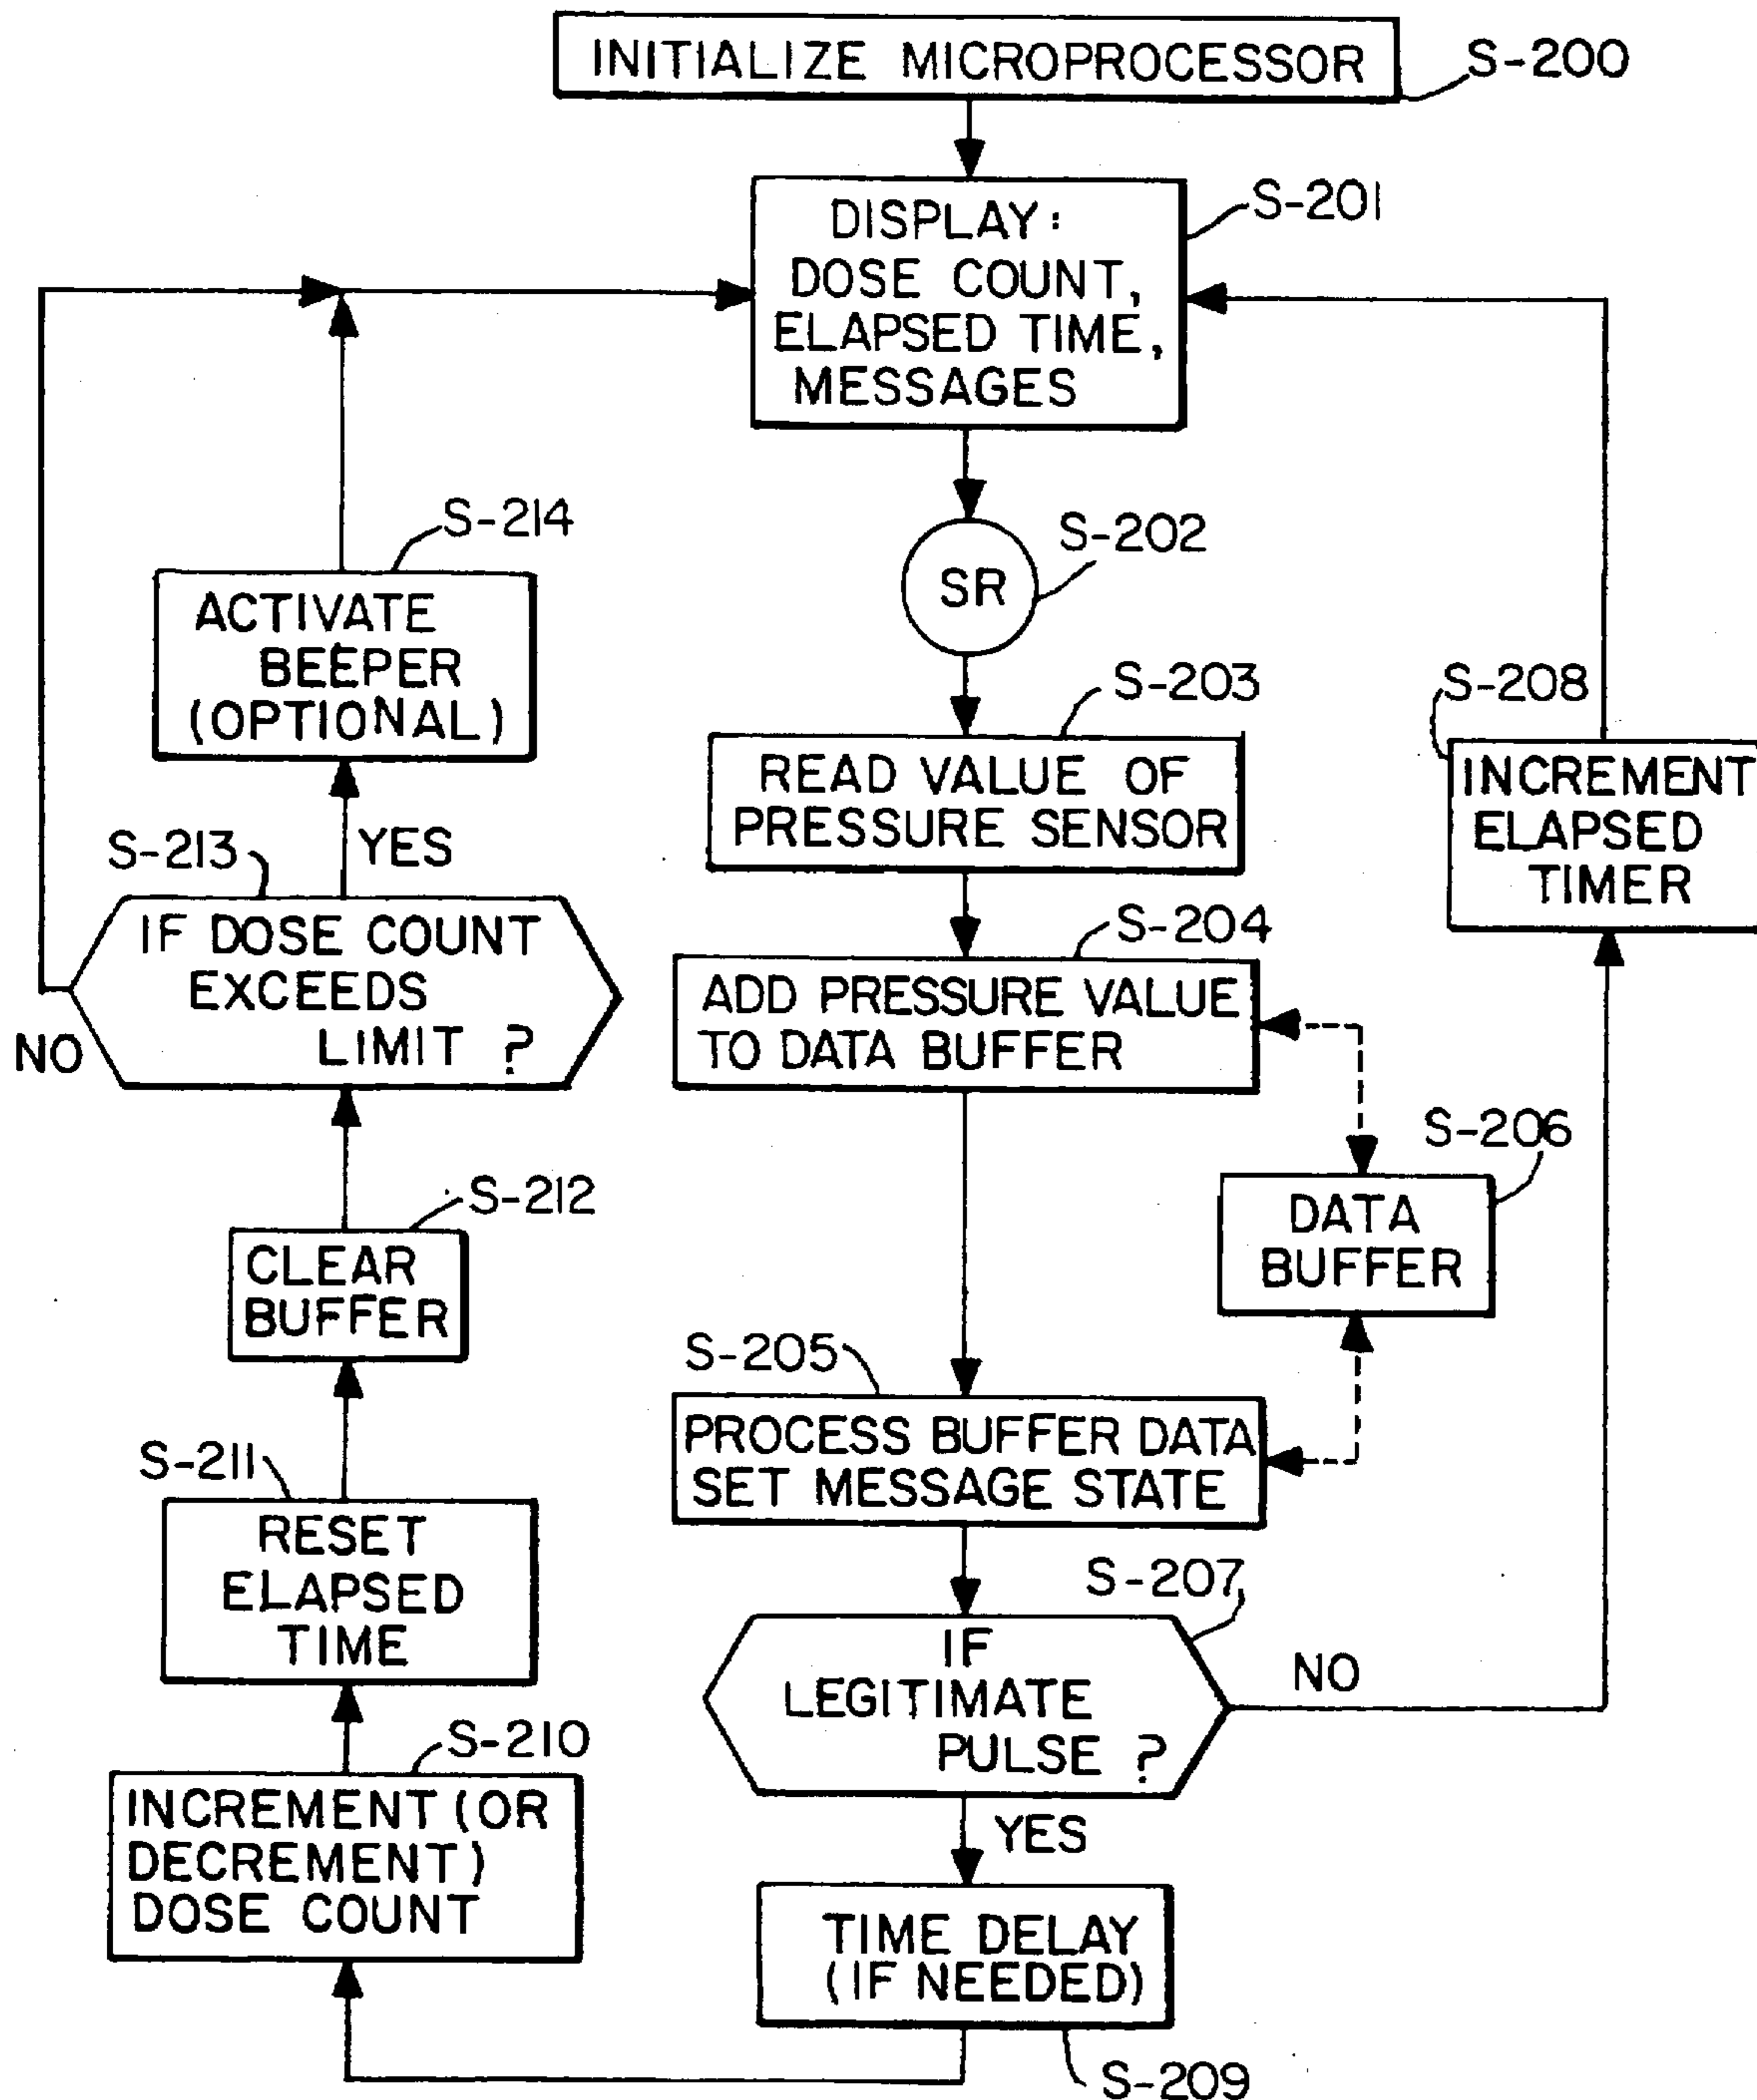 INITIALIZE MICROPROCESSOR
S-200
DISPLAY:
DOSE COUNT,
ELAPSED TIME,
MESSAGES
S-201
SR
S-202
READ VALUE OF
PRESSURE SENSOR
S-203
ADD PRESSURE VALUE
TO DATA BUFFER
S-204
DATA
BUFFER
S-206
PROCESS BUFFER DATA
SET MESSAGE STATE
S-205
IF
LEGITIMATE
PULSE ?
S-207
NO
INCREMENT
ELAPSED
TIMER
S-208
YES
TIME DELAY
(IF NEEDED)
S-209
INCREMENT (OR
DECREMENT)
DOSE COUNT
S-210
RESET
ELAPSED
TIME
S-211
CLEAR
BUFFER
S-212
IF DOSE COUNT
EXCEEDS
LIMIT ?
S-213
NO
YES
ACTIVATE
BEEPER
(OPTIONAL)
S-214